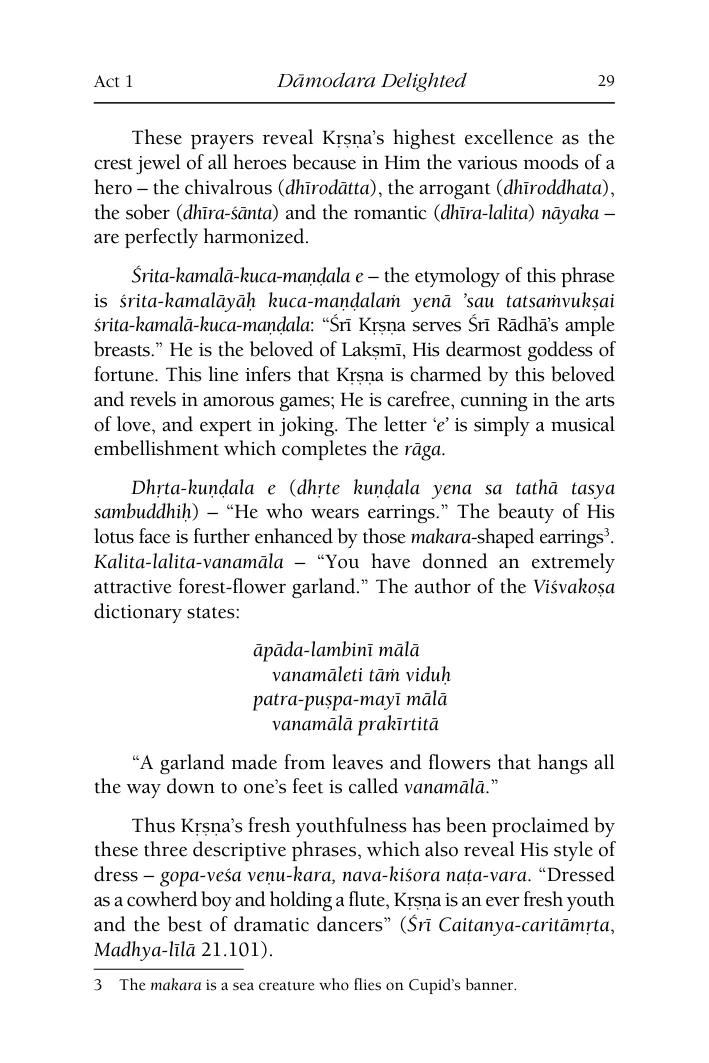 Act 1 Dāmodara Delighted 29
These prayers reveal Kṛṣṇa’s highest excellence as the
crest jewel of all heroes because in Him the various moods of a
hero – the chivalrous (dhīrodātta), the arrogant (dhīroddhata),
the sober (dhīra-śānta) and the romantic (dhīra-lalita) nāyaka –
are perfectly harmonized.
Śrita-kamalā-kuca-maṇḍala e – the etymology of this phrase
is śrita-kamalāyāḥ kuca-maṇḍalaṁ yenā ’sau tatsaṁvukṣai
śrita-kamalā-kuca-maṇḍala: “Śrī Kṛṣṇa serves Śrī Rādhā’s ample
breasts.” He is the beloved of Lakṣmī, His dearmost goddess of
fortune. This line infers that Kṛṣṇa is charmed by this beloved
and revels in amorous games; He is carefree, cunning in the arts
of love, and expert in joking. The letter ‘e’ is simply a musical
embellishment which completes the rāga.
Dhṛta-kuṇḍala e (dhṛte kuṇḍala yena sa tathā tasya
sambuddhiḥ) – “He who wears earrings.” The beauty of His
lotus face is further enhanced by those makara-shaped earrings³.
Kalita-lalita-vanamāla – “You have donned an extremely
attractive forest-flower garland.” The author of the Viśvakoṣa
dictionary states:
āpāda-lambinī mālā
vanamāleti tāṁ viduḥ
patra-puṣpa-mayī mālā
vanamālā prakīrtitā
“A garland made from leaves and flowers that hangs all
the way down to one’s feet is called vanamālā.”
Thus Kṛṣṇa’s fresh youthfulness has been proclaimed by
these three descriptive phrases, which also reveal His style of
dress – gopa-veśa veṇu-kara, nava-kiśora naṭa-vara. “Dressed
as a cowherd boy and holding a flute, Kṛṣṇa is an ever fresh youth
and the best of dramatic dancers” (Śrī Caitanya-caritāmṛta,
Madhya-līlā 21.101).
3 The makara is a sea creature who flies on Cupid’s banner.